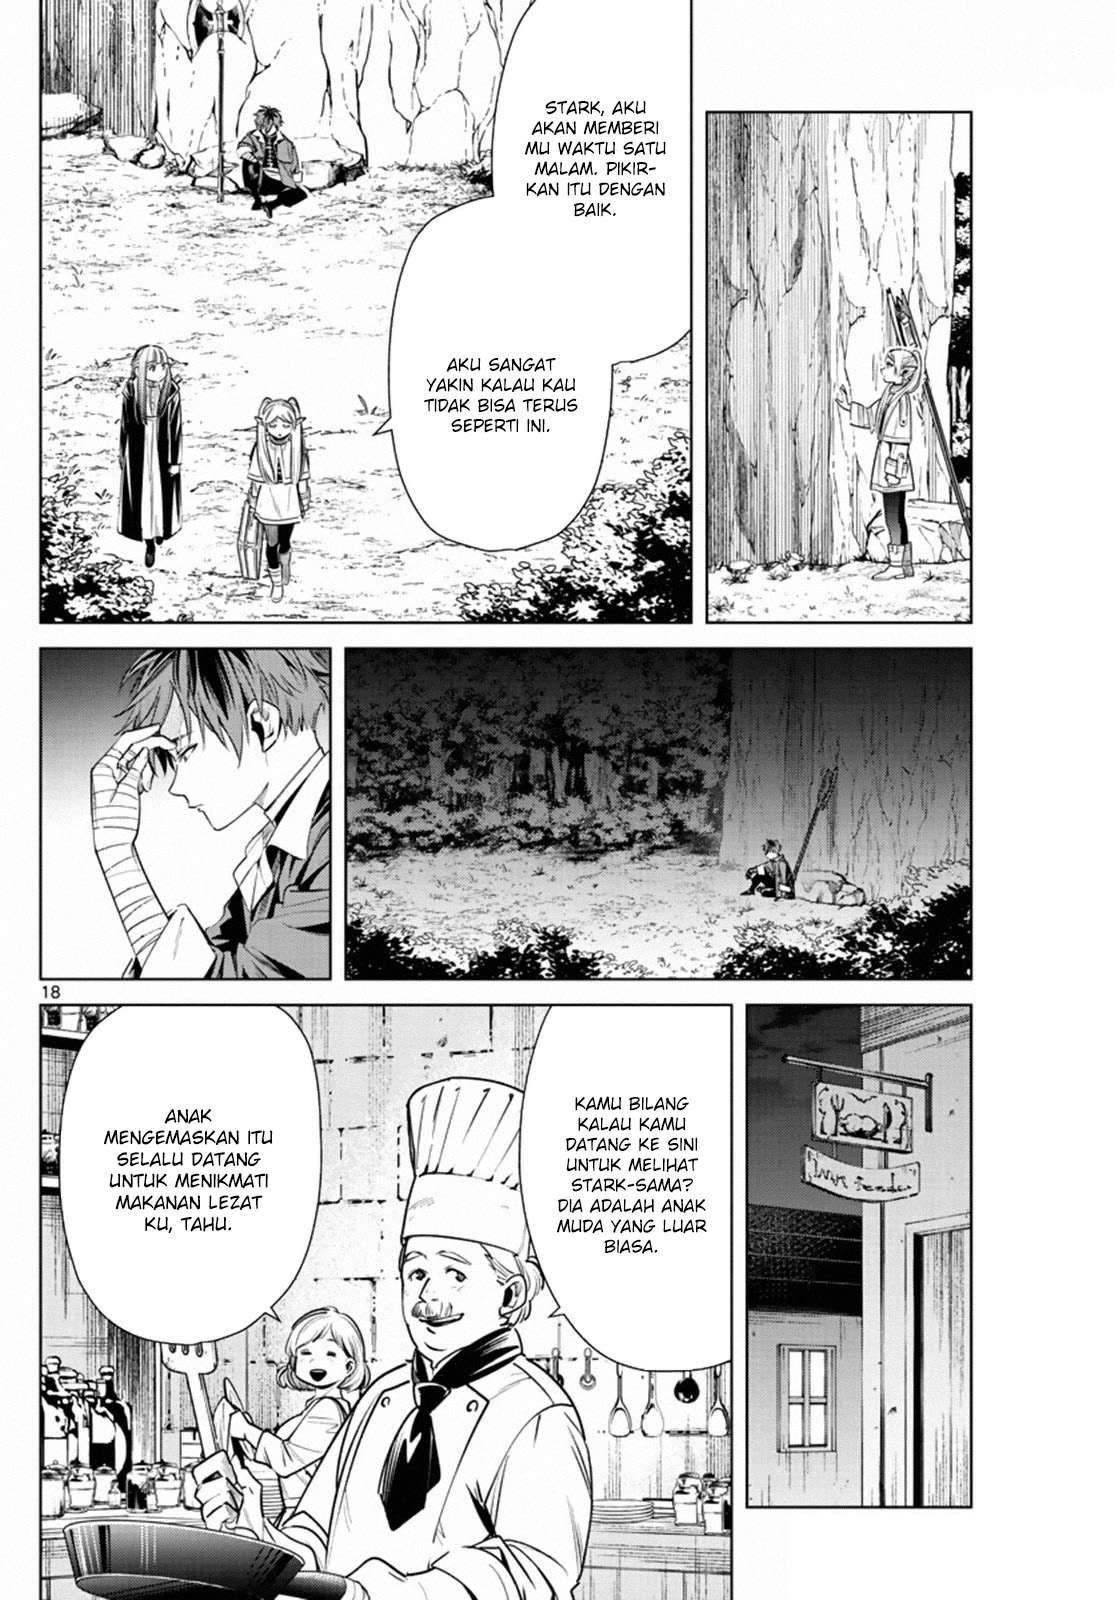 STARK, AKU
AKAN MEMBERI
MU WAKTU SATU
MALAM. PIKIR-
KAN ITU DENGAN
BAIK.
AKU SANGAT
YAKIN KALAU KAU
TIDAK BISA TERUS
SEPERTI INI.
18
KAMU BILANG
KALAU KAMU
DATANG KE SINI
UNTUK MELIHAT
STARK-SAMA?
DIA ADALAH ANAK
MUDA YANG LUAR
BIASA.
ANAK
MENGEMASKAN ITU
SELALU DATANG
UNTUK MENIKMATI
MAKANAN LEZAT
KU, TAHU.